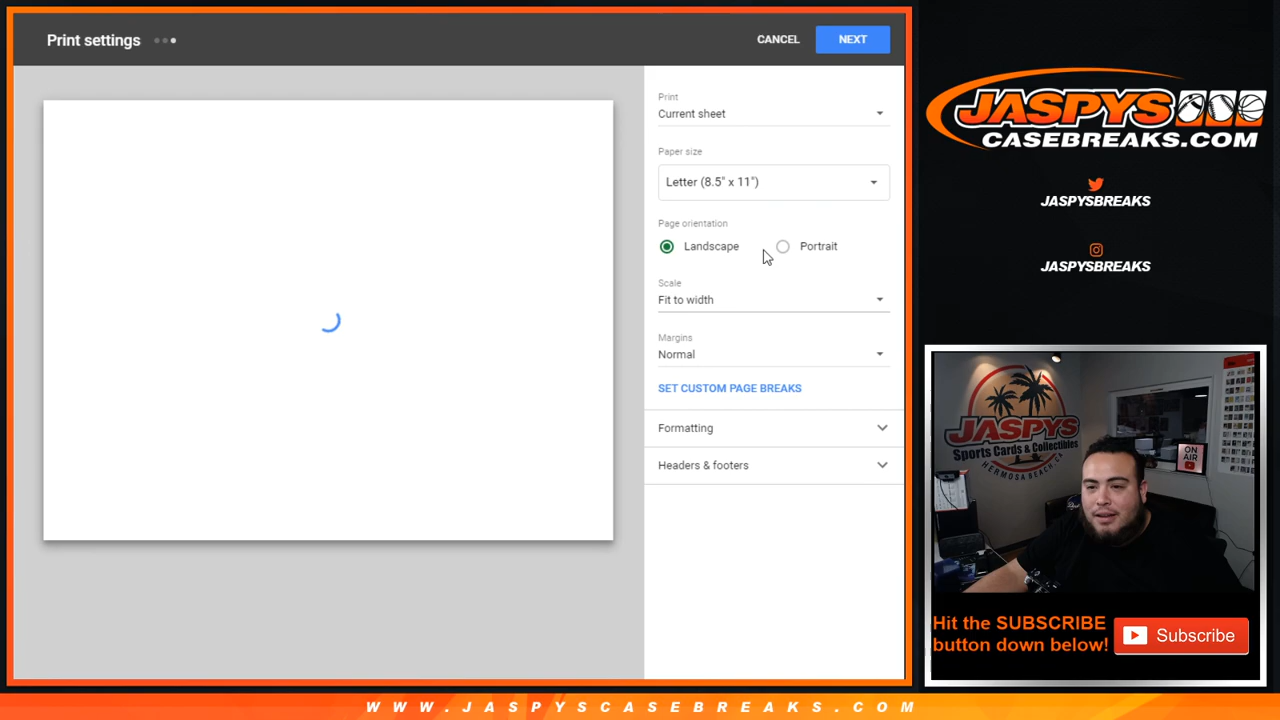 Print settings
CANCEL
NEXT
Print
Current sheet
Paper size
Letter (8.5" x 11")
Page orientation
Landscape
Portrait
Scale
Fit to width
Margins
Normal
SET CUSTOM PAGE BREAKS
Formatting
Headers & footers
JASPYS
CASEBREAKS.COM
JASPYSBREAKS
JASPYSBREAKS
JASPYS
Sports Cards & Collectibles
HERMOSA BEACH, CA
ON
AIR
Hit the SUBSCRIBE
button down below!
Subscribe
WWW.JASPYSCASEBREAKS.COM